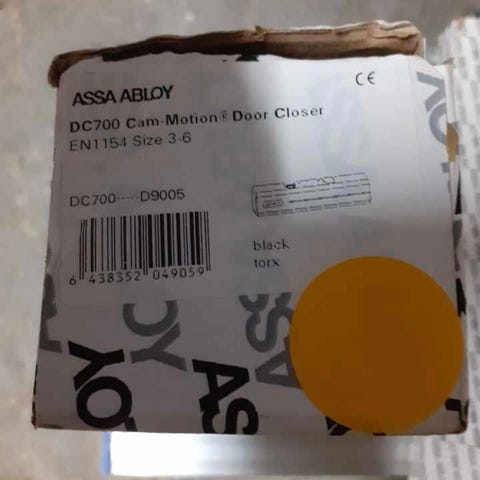 ASSA ABLOY
CE
DC700 Cam-Motion® Door Closer
EN1154 Size 3-6
DC700-----D9005
black
torx
6 438352 049059